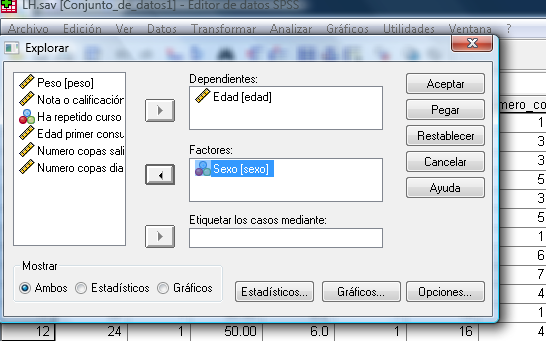 LH.sav [Conjunto_de_datos1] - Editor de datos SPSS
Archivo Edición Ver Datos Transformar Analizar Gráficos Utilidades Ventana ?
Explorar
Peso [peso]
Nota o calificación
Ha repetido curso
Edad primer consu
Numero copas sali
Numero copas dia
Dependientes:
Edad [edad]
Factores:
Sexo [sexo]
Etiquetar los casos mediante:
Aceptar
Pegar
Restablecer
Cancelar
Ayuda
Mostrar
Ambos
Estadísticos
Gráficos
Estadísticos...
Gráficos...
Opciones...
mero_co
1
3
3
5
3
5
1
6
7
4
1
12 24 1 50.00 6.0 1 16 4